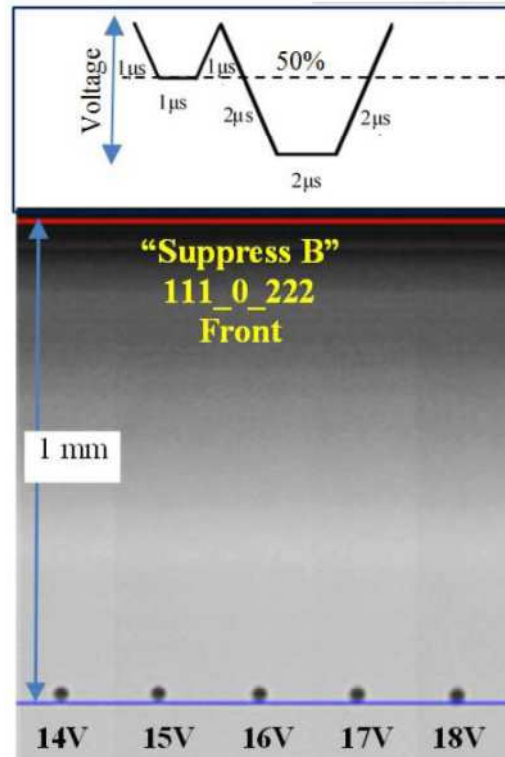 Voltage
1μs
1μs
50%
1μs
2μs
2μs
2μs
“Suppress B”
111_0_222
Front
1 mm
14V
15V
16V
17V
18V